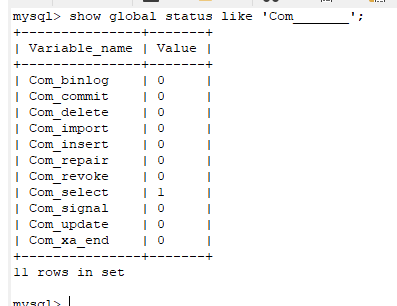 mysql> show global status like 'Com_______';
+---------------+-------+
| Variable_name | Value |
+---------------+-------+
| Com_binlog    | 0     |
| Com_commit    | 0     |
| Com_delete    | 0     |
| Com_import    | 0     |
| Com_insert    | 0     |
| Com_repair    | 0     |
| Com_revoke    | 0     |
| Com_select    | 1     |
| Com_signal    | 0     |
| Com_update    | 0     |
| Com_xa_end    | 0     |
+---------------+-------+
11 rows in set
mysql>